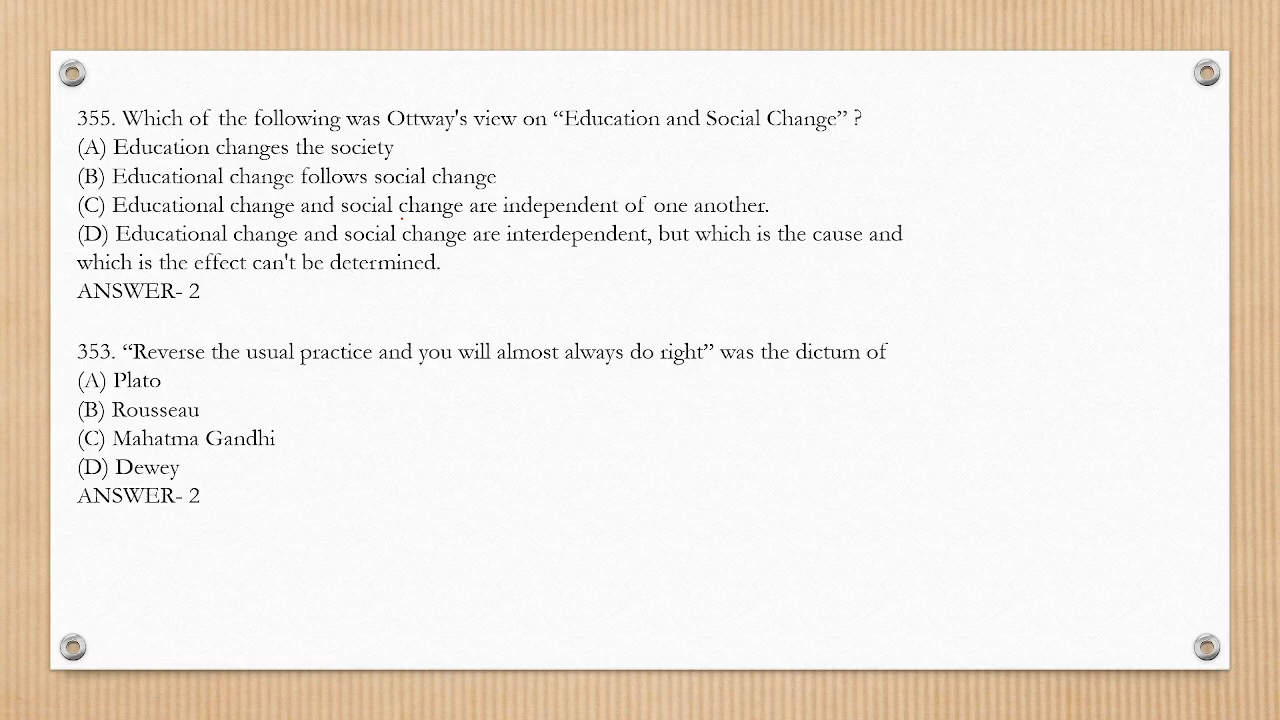 355. Which of the following was Ottway's view on “Education and Social Change” ?
(A) Education changes the society
(B) Educational change follows social change
(C) Educational change and social change are independent of one another.
(D) Educational change and social change are interdependent, but which is the cause and
which is the effect can't be determined.
ANSWER- 2
353. “Reverse the usual practice and you will almost always do right” was the dictum of
(A) Plato
(B) Rousseau
(C) Mahatma Gandhi
(D) Dewey
ANSWER- 2